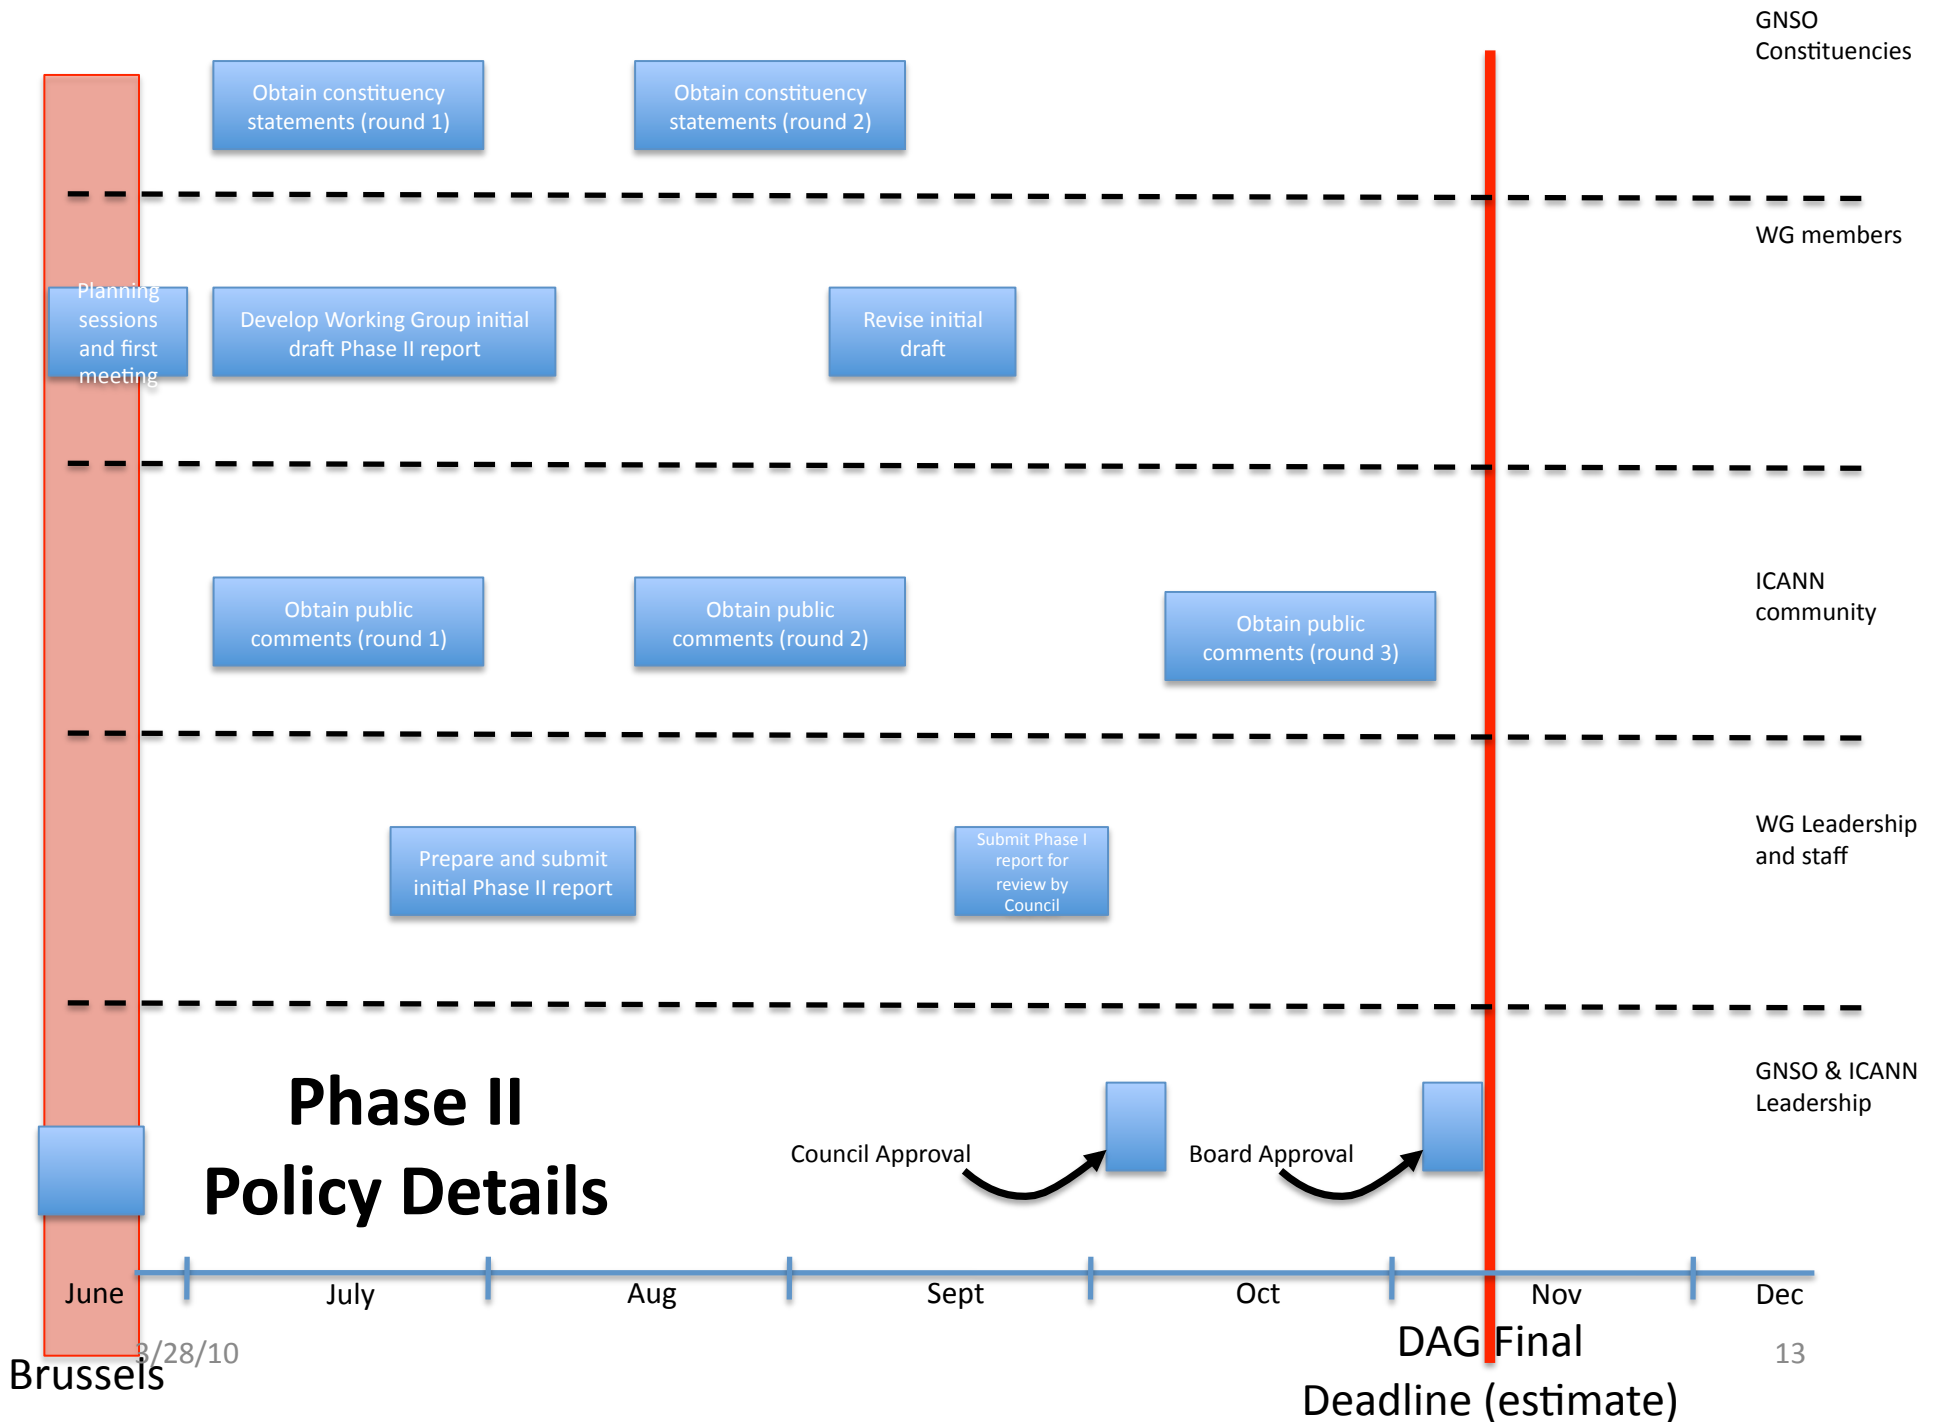 GNSO
Constituencies
Obtain constituency
statements (round 1)
Obtain constituency
statements (round 2)
WG members
Planning
sessions
and first
meeting
Develop Working Group initial
draft Phase II report
Revise initial
draft
ICANN
community
Obtain public
comments (round 1)
Obtain public
comments (round 2)
Obtain public
comments (round 3)
WG Leadership
and staff
Prepare and submit
initial Phase II report
Submit Phase I
report for
review by
Council
GNSO & ICANN
Leadership
Phase II
Policy Details
Council Approval
Board Approval
June
July
Aug
Sept
Oct
Nov
Dec
3/28/10
Brussels
DAG Final
Deadline (estimate)
13